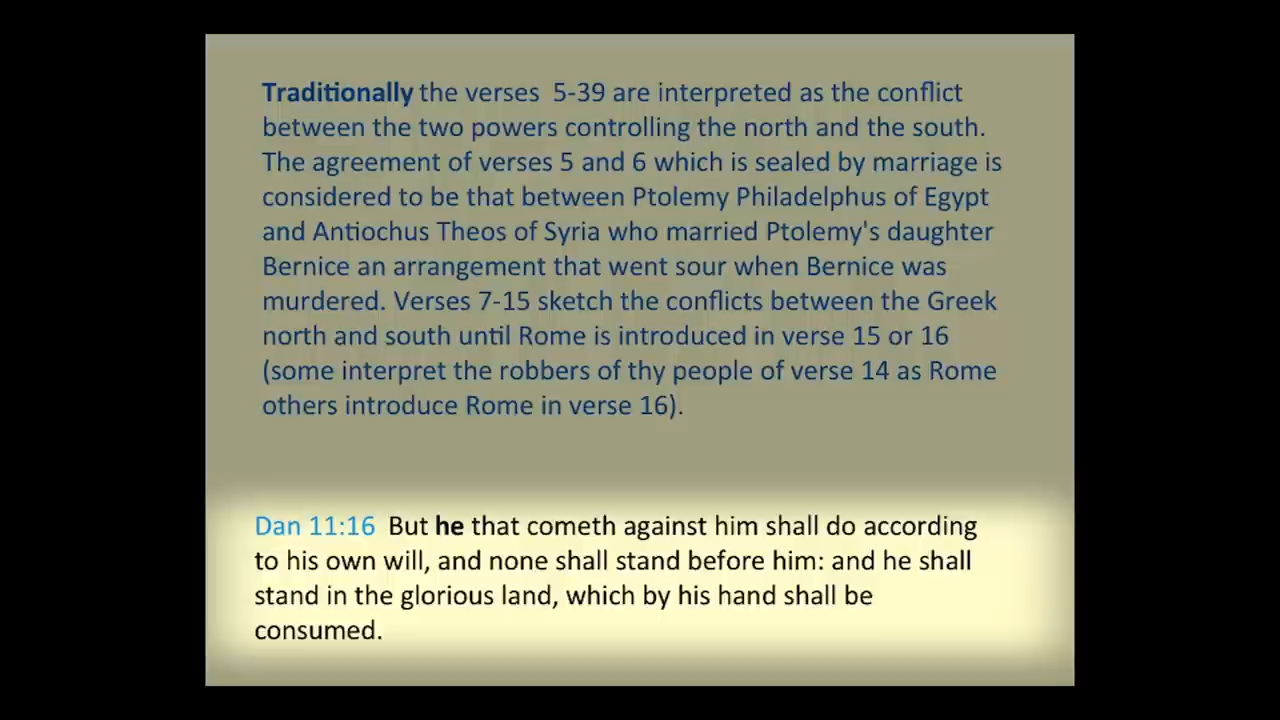 Traditionally the verses  5-39 are interpreted as the conflict
between the two powers controlling the north and the south.
The agreement of verses 5 and 6 which is sealed by marriage is
considered to be that between Ptolemy Philadelphus of Egypt
and Antiochus Theos of Syria who married Ptolemy's daughter
Bernice an arrangement that went sour when Bernice was
murdered. Verses 7-15 sketch the conflicts between the Greek
north and south until Rome is introduced in verse 15 or 16
(some interpret the robbers of thy people of verse 14 as Rome
others introduce Rome in verse 16).
Dan 11:16  But he that cometh against him shall do according
to his own will, and none shall stand before him: and he shall
stand in the glorious land, which by his hand shall be
consumed.